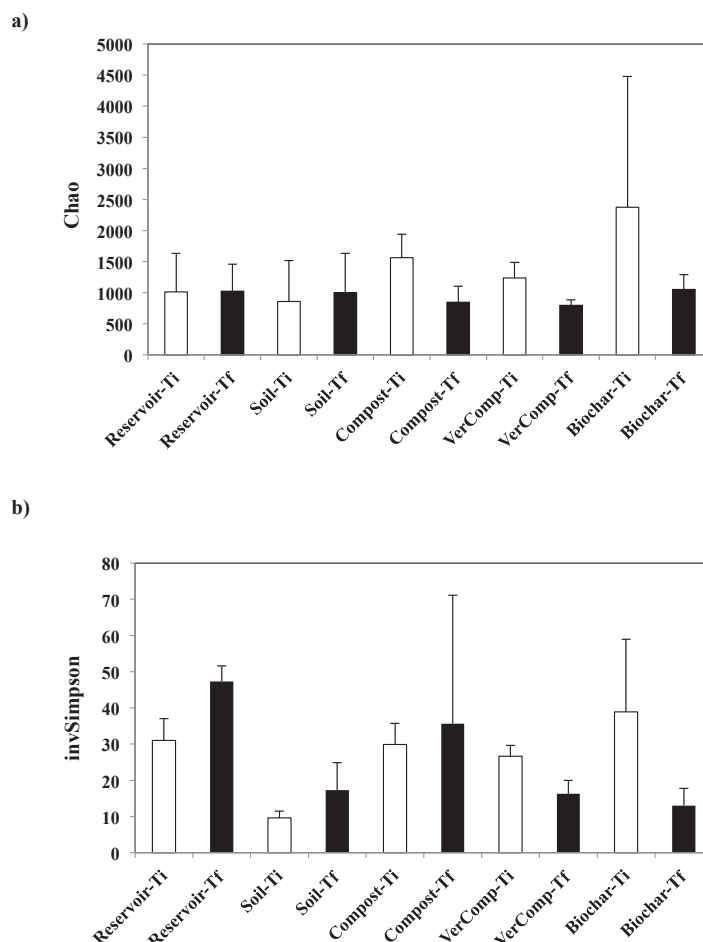 a)
5000
4500
4000
3500
3000
2500
2000
1500
1000
500
0
Chao
Reservoir-Ti
Reservoir-Tf
Soil-Ti
Soil-Tf
Compost-Ti
Compost-Tf
VerComp-Ti
VerComp-Tf
Biochar-Ti
Biochar-Tf
b)
80
70
60
50
40
30
20
10
0
invSimpson
Reservoir-Ti
Reservoir-Tf
Soil-Ti
Soil-Tf
Compost-Ti
Compost-Tf
VerComp-Ti
VerComp-Tf
Biochar-Ti
Biochar-Tf